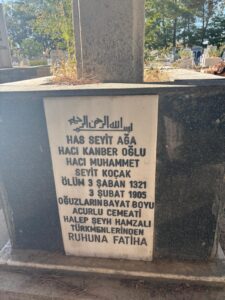 بسم الله الرحمن الرحيم
HAS SEYİT AĞA
HACI KANBER OĞLU
HACI MUHAMMET
SEYİT KOÇAK
ÖLÜM 3 ŞABAN 1321
3 ŞUBAT 1905
OĞUZLARIN BAYAT BOYU
ACURLU CEMEATİ
HALEP ŞEYH HAMZALI
TÜRKMENLERİNDEN
RUHUNA FATİHA